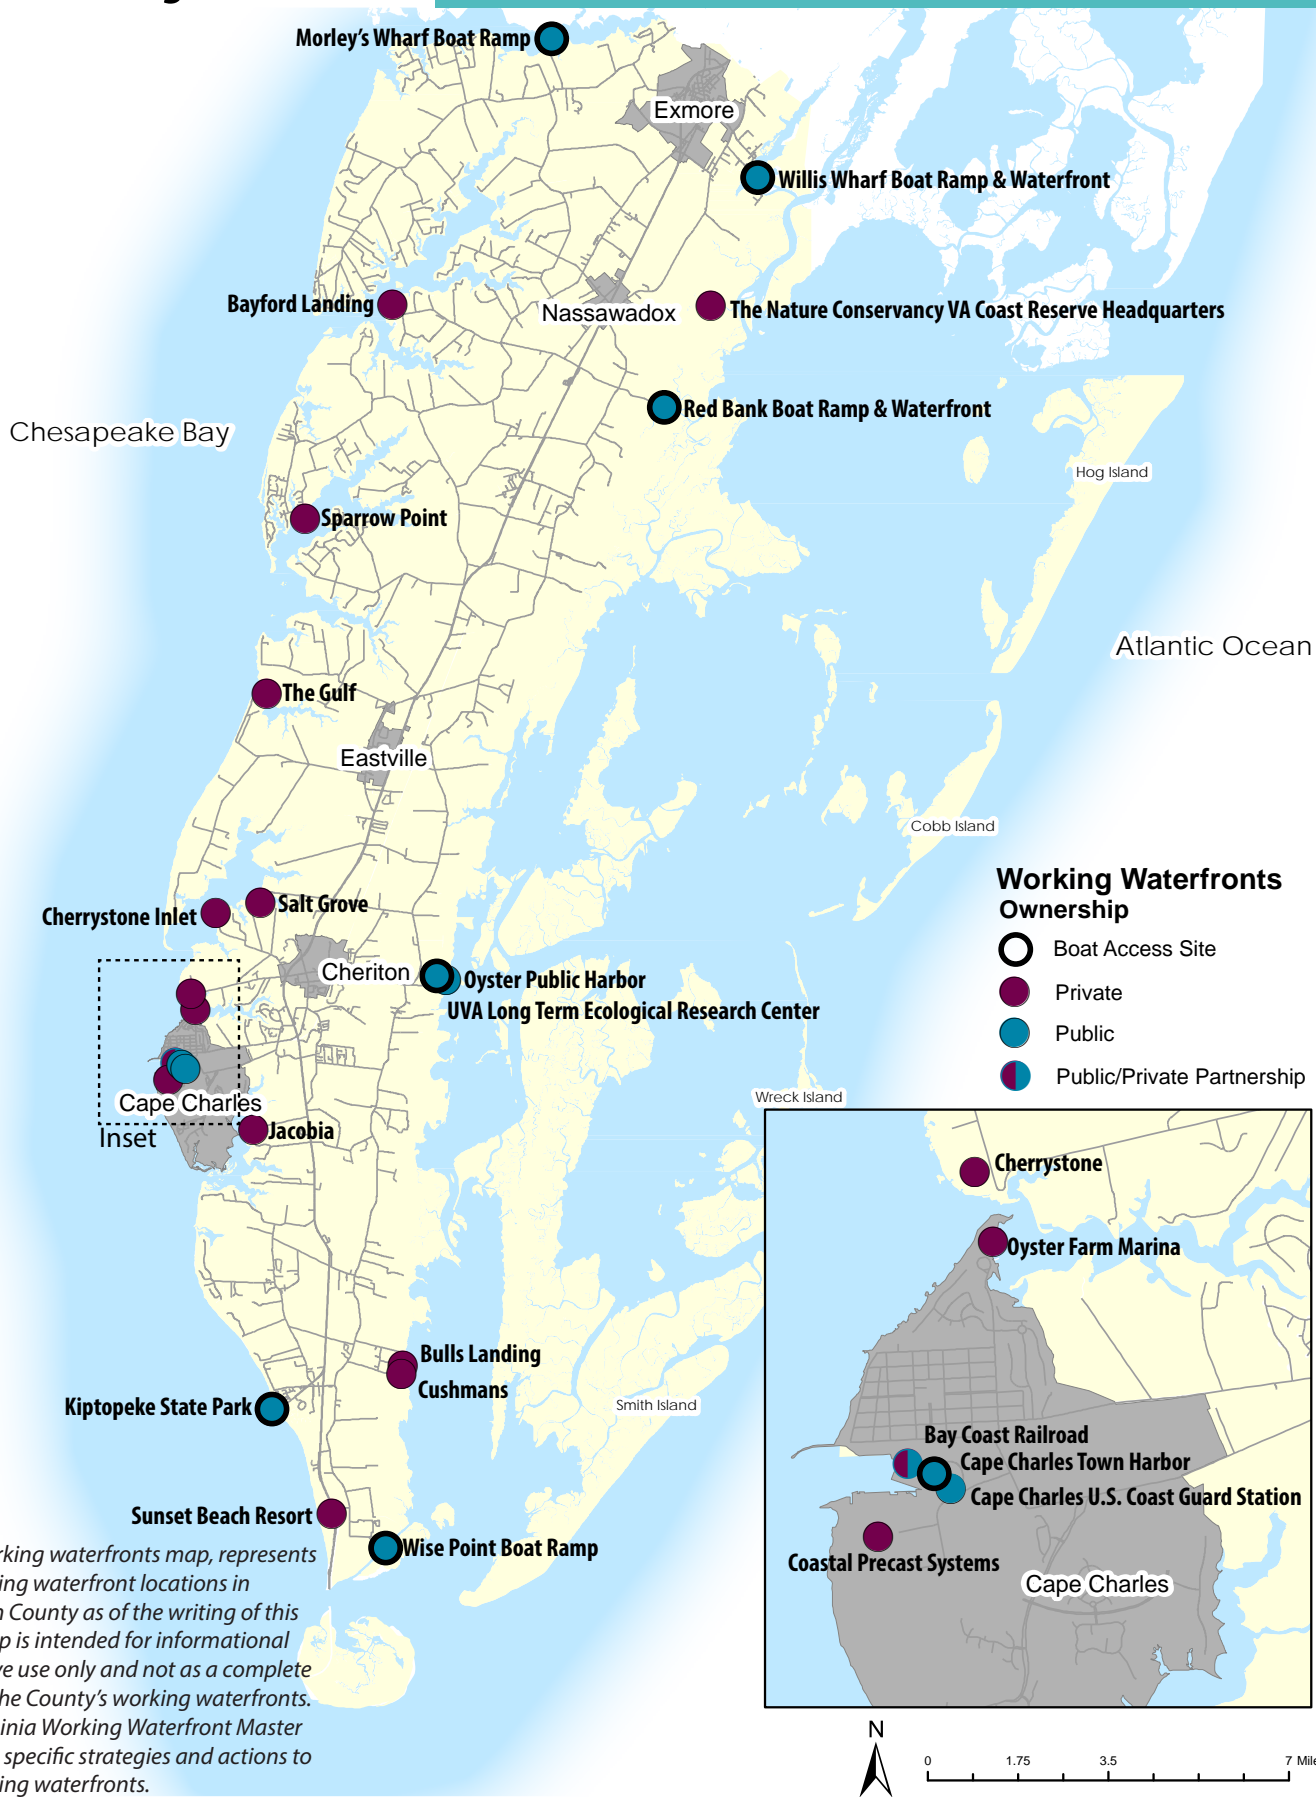 Morley's Wharf Boat Ramp
Exmore
Willis Wharf Boat Ramp & Waterfront
Bayford Landing
Nassawadox
The Nature Conservancy VA Coast Reserve Headquarters
Red Bank Boat Ramp & Waterfront
Chesapeake Bay
Hog Island
Sparrow Point
Atlantic Ocean
The Gulf
Eastville
Cobb Island
Working Waterfronts
Ownership
Boat Access Site
Private
Public
Public/Private Partnership
Salt Grove
Cherrystone Inlet
Cheriton
Oyster Public Harbor
UVA Long Term Ecological Research Center
Wreck Island
Cape Charles
Inset
Jacobia
Cherrystone
Oyster Farm Marina
Bay Coast Railroad
Cape Charles Town Harbor
Cape Charles U.S. Coast Guard Station
Coastal Precast Systems
Cape Charles
Bulls Landing
Cushmans
Smith Island
Kiptopeke State Park
Sunset Beach Resort
Wise Point Boat Ramp
waterfronts map, represents
waterfront locations in
County as of the writing of this
is intended for informational
use only and not as a complete
the County's working waterfronts.
Working Waterfront Master
specific strategies and actions to
waterfronts.
N
0 1.75 3.5 7